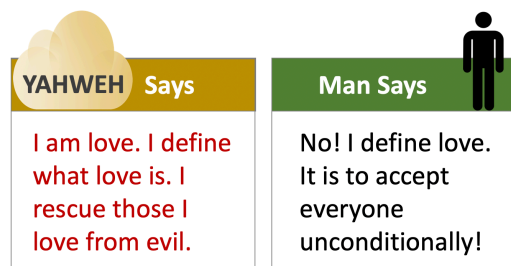 YAHWEH Says
I am love. I define
what love is. I
rescue those I
love from evil.
Man Says
No! I define love.
It is to accept
everyone
unconditionally!